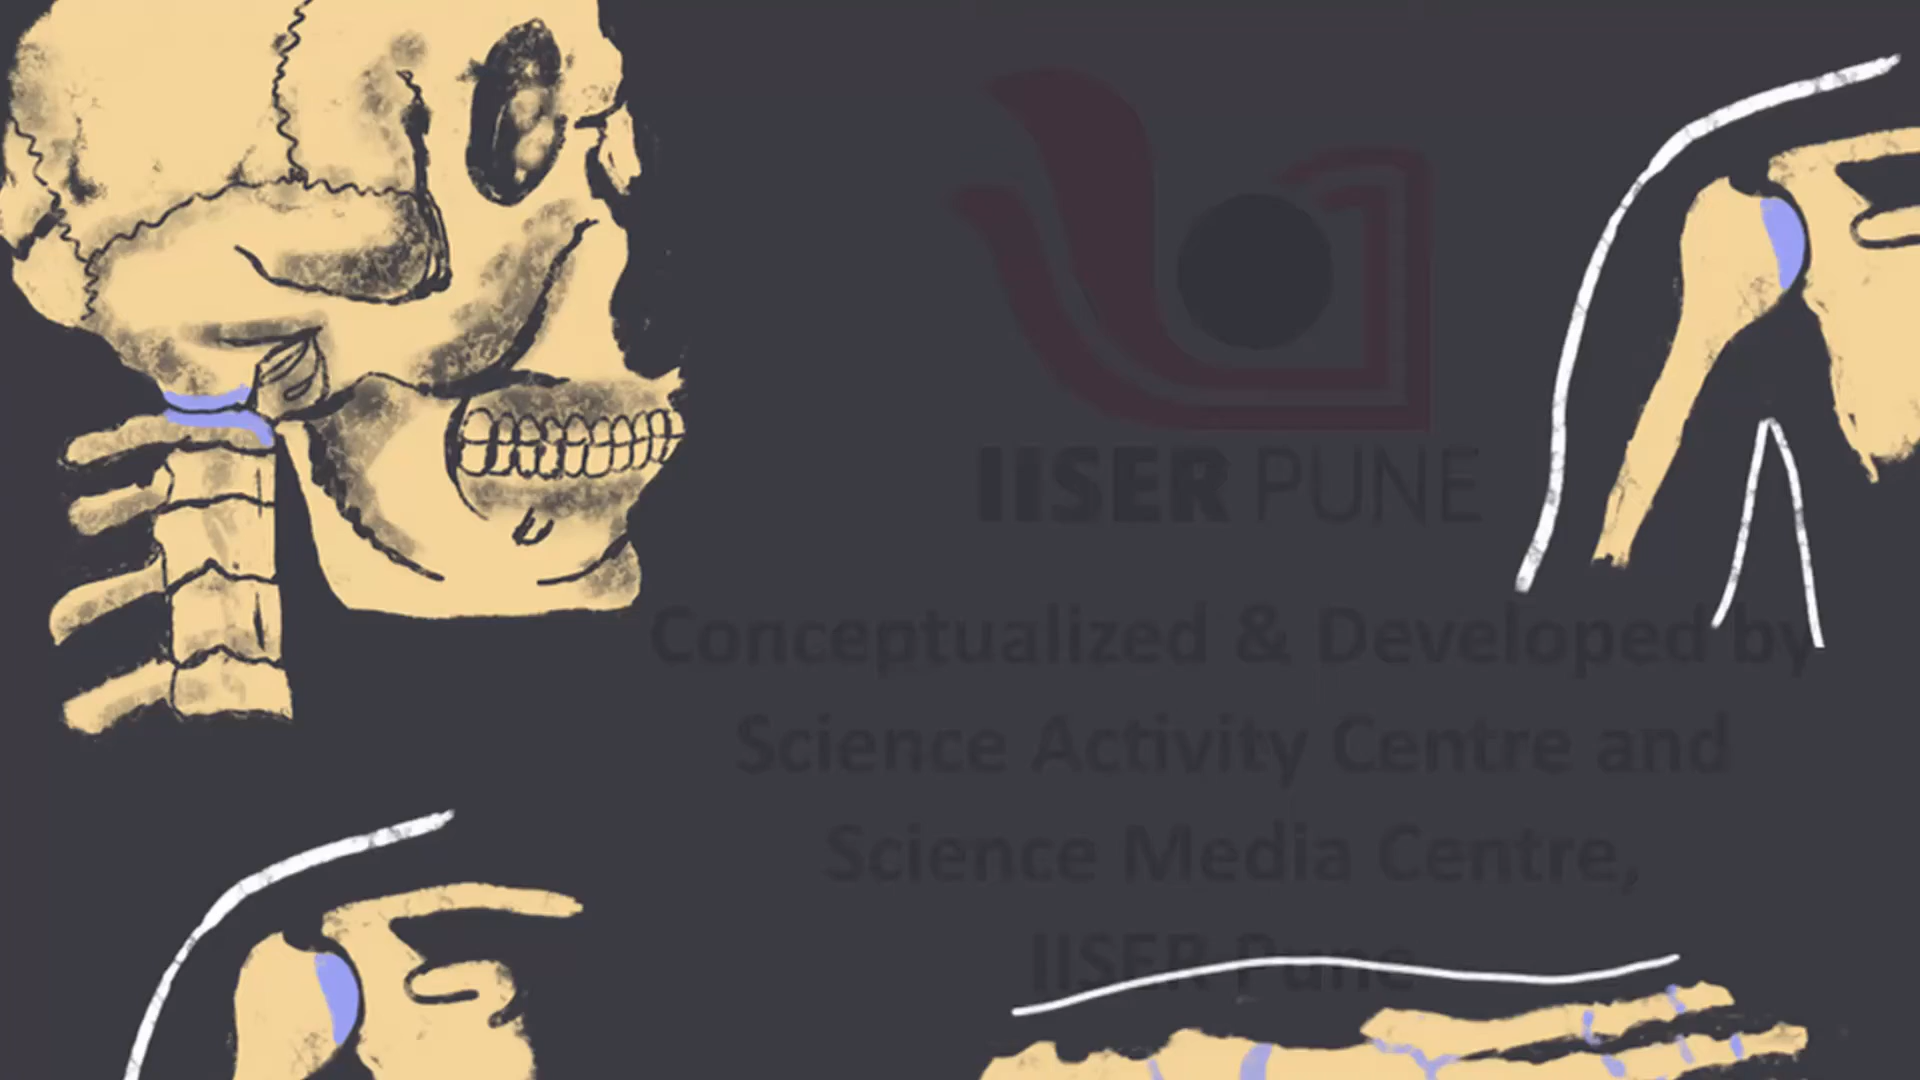 IISER PUNE
Conceptualized & Developed by
Science Activity Centre and
Science Media Centre,
IISER Pune